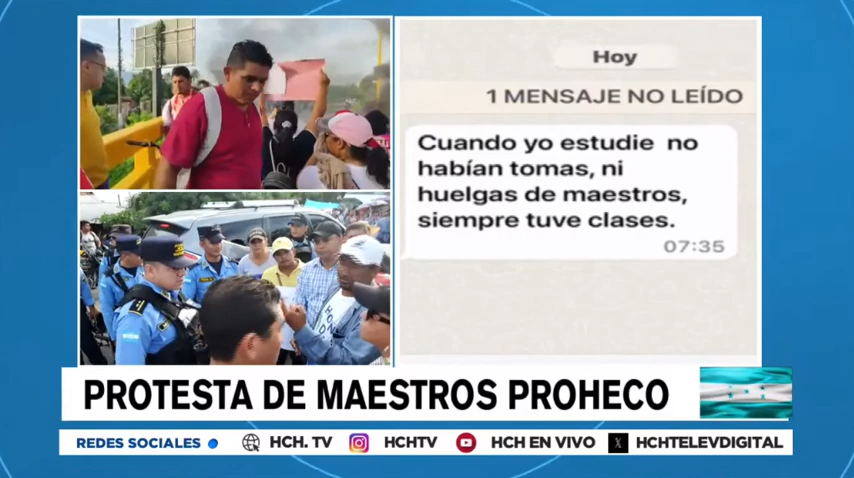 Hoy
1 MENSAJE NO LEÍDO
Cuando yo estudie no
habían tomas, ni
huelgas de maestros,
siempre tuve clases.
07:35
PROTESTA DE MAESTROS PROHECO
REDES SOCIALES HCH. TV HCHTV HCH EN VIVO HCHTELEVDIGITAL